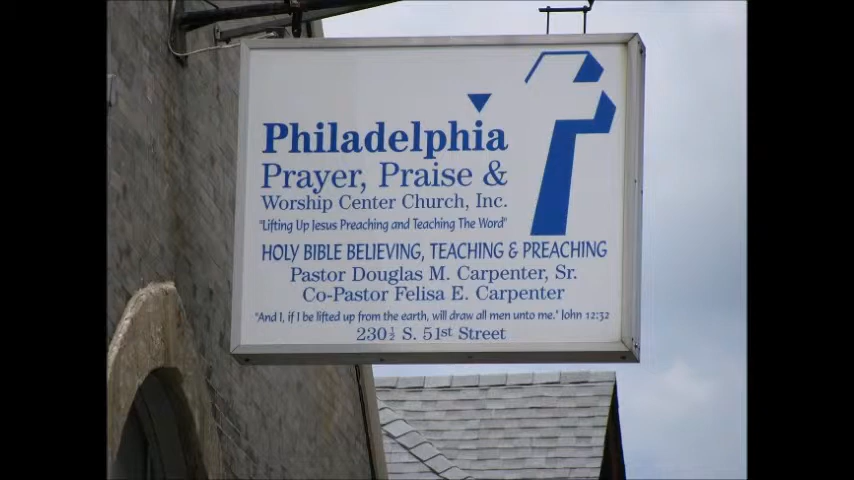 Philadelphia
Prayer, Praise &
Worship Center Church, Inc.
"Lifting Up Jesus Preaching and Teaching The Word"
HOLY BIBLE BELIEVING, TEACHING & PREACHING
Pastor Douglas M. Carpenter, Sr.
Co-Pastor Felisa E. Carpenter
"And I, if I be lifted up from the earth, will draw all men unto me." John 12:32
230½ S. 51st Street